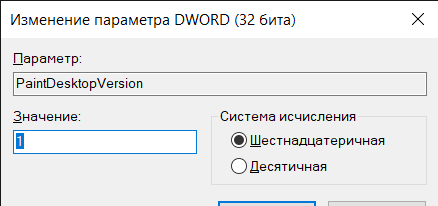 Изменение параметра DWORD (32 бита)
Параметр:
PaintDesktopVersion
Значение:
1
Система исчисления
Шестнадцатеричная
Десятичная